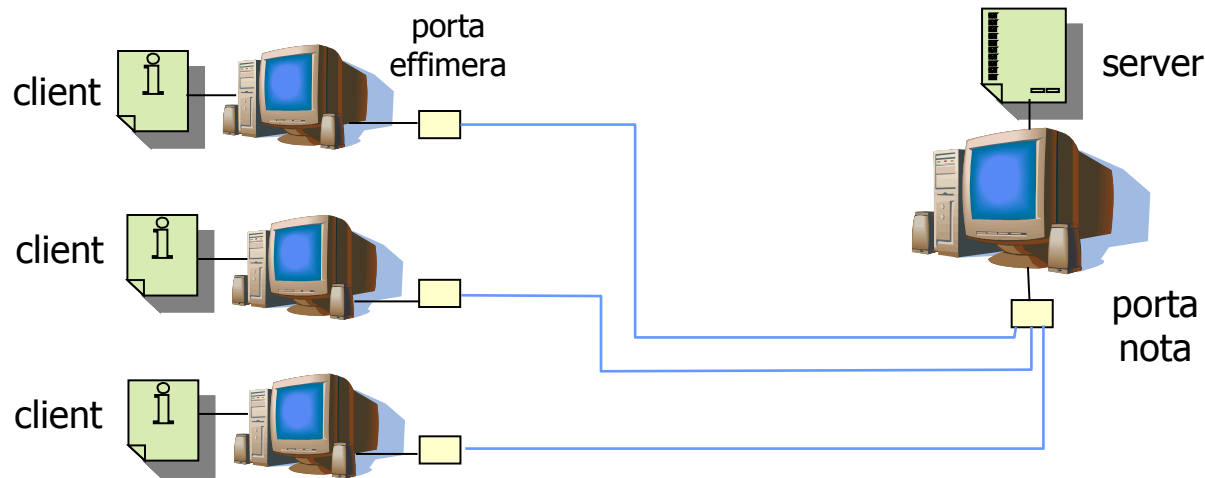 porta
effimera
client
server
client
porta
nota
client